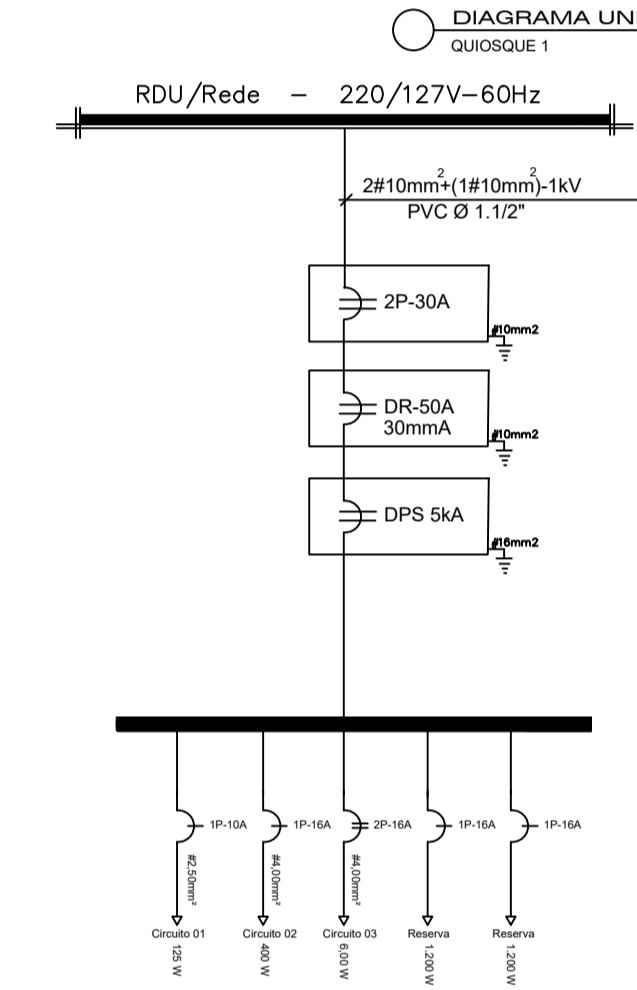 DIAGRAMA UNI
QUIOSQUE 1
RDU/Rede - 220/127V-60Hz
2#10mm²+(1#10mm²)-1kV
PVC Ø 1.1/2"
2P-30A
#10mm2
DR-50A
30mmA
#10mm2
DPS 5kA
#16mm2
1P-10A
1P-16A
2P-16A
1P-16A
1P-16A
#2,50mm²
#4,00mm²
#4,00mm²
Circuito 01
Circuito 02
Circuito 03
Reserva
Reserva
125 W
400 W
6,00 W
1.200 W
1.200 W